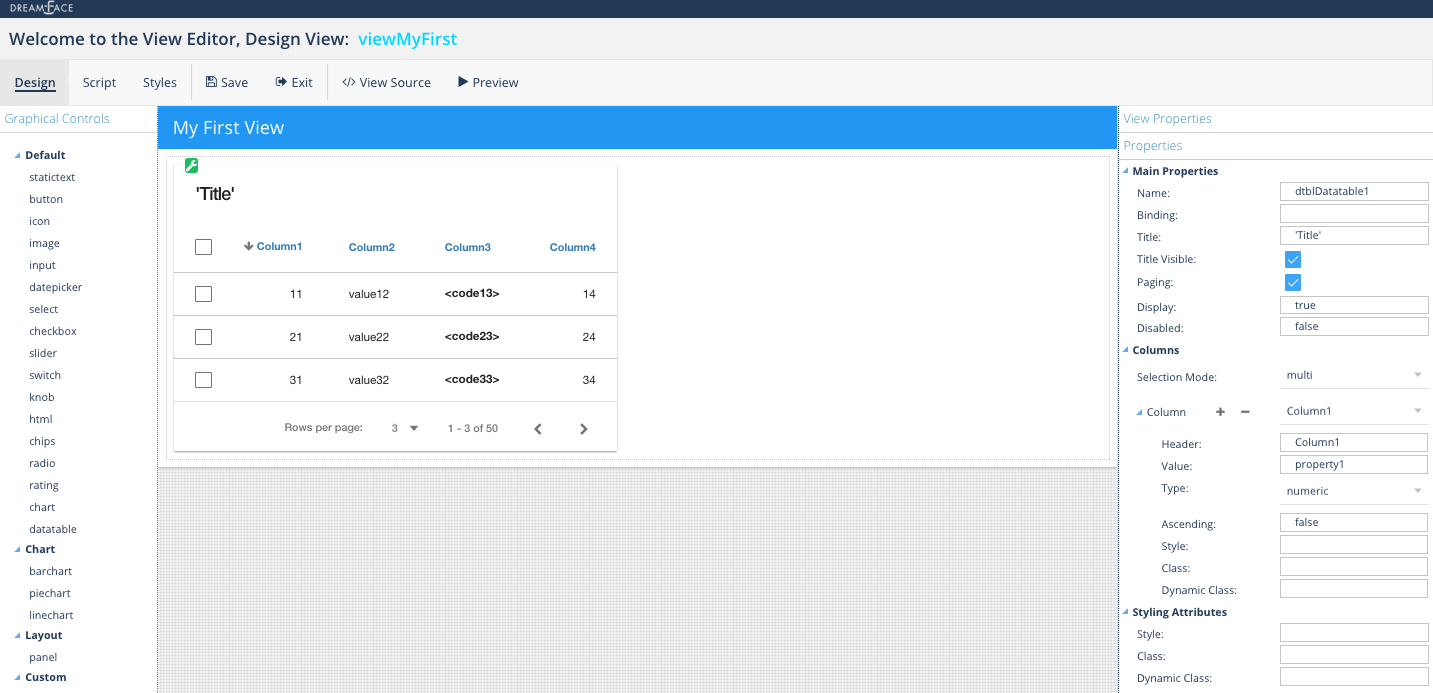 DREAMFACE
Welcome to the View Editor, Design View: viewMyFirst
Design Script Styles Save Exit </> View Source Preview
Graphical Controls
Default
statictext
button
icon
image
input
datepicker
select
checkbox
slider
switch
knob
html
chips
radio
rating
chart
datatable
Chart
barchart
piechart
linechart
Layout
panel
Custom
My First View
'Title'
Column1 Column2 Column3 Column4
11 value12 <code13> 14
21 value22 <code23> 24
31 value32 <code33> 34
Rows per page: 3 1 - 3 of 50
View Properties
Properties
Main Properties
Name: dtblDatatable1
Binding:
Title: 'Title'
Title Visible:
Paging:
Display: true
Disabled: false
Columns
Selection Mode: multi
Column + − Column1
Header: Column1
Value: property1
Type: numeric
Ascending: false
Style:
Class:
Dynamic Class:
Styling Attributes
Style:
Class:
Dynamic Class: